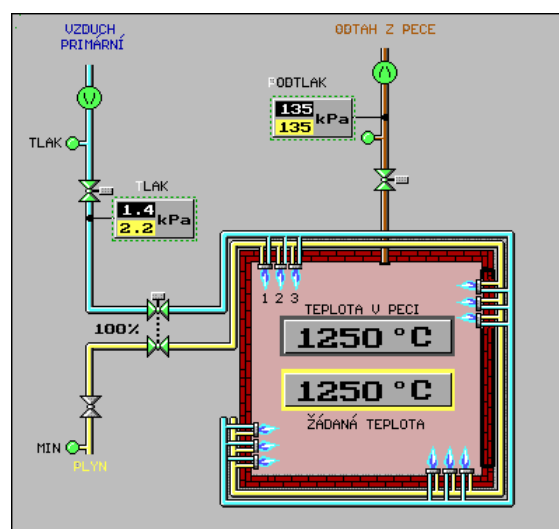 VZDUCH
PRIMÁRNÍ
ODTAH Z PECE
PODTLAK
135
kPa
135
TLAK
TLAK
1.4
kPa
2.2
1 2 3
TEPLOTA V PECI
1250 °C
100%
1250 °C
ŽÁDANÁ TEPLOTA
MIN
PLYN